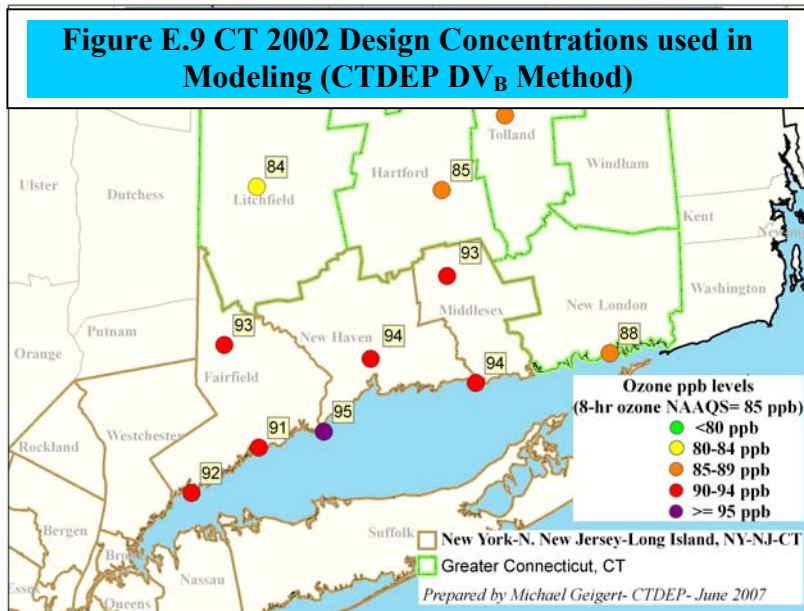 Figure E.9 CT 2002 Design Concentrations used in
Modeling (CTDEP DVB Method)
Tolland
84
Hartford
85
Windham
Ulster
Dutchess
Litchfield
Kent
93
Washington
Middlesex
New London
Putnam
93
New Haven
94
88
Orange
Fairfield
94
Ozone ppb levels
(8-hr ozone NAAQS= 85 ppb)
<80 ppb
80-84 ppb
85-89 ppb
90-94 ppb
>= 95 ppb
95
Westchester
91
Rockland
92
Bergen
Suffolk
New York-N. New Jersey-Long Island, NY-NJ-CT
Greater Connecticut, CT
Nassau
Essex
Queens
Prepared by Michael Geigert- CTDEP- June 2007